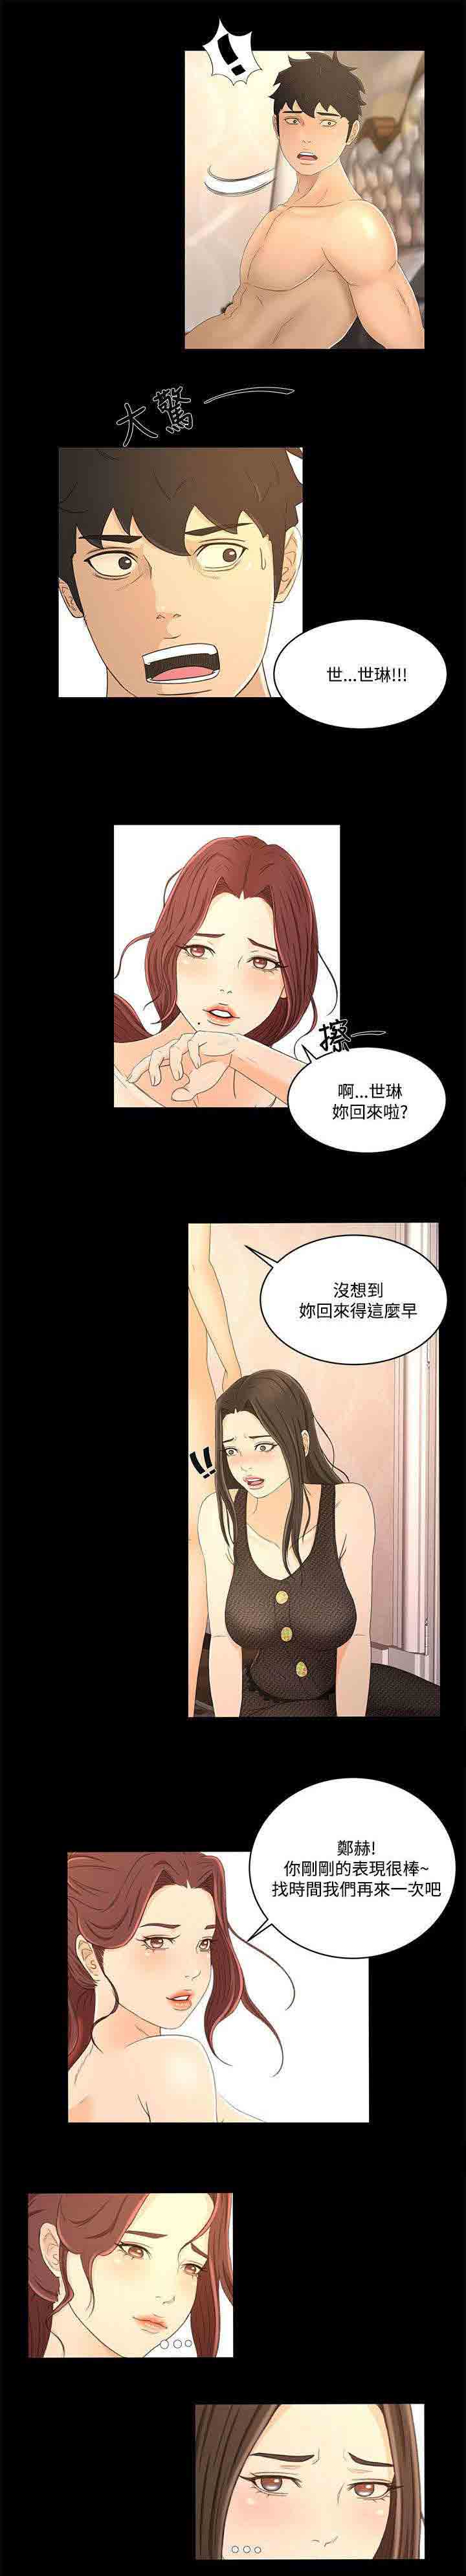 !
大驚
世...世琳!!!
擦
啊...世琳
妳回來啦?
沒想到
妳回來得這麼早
!!
鄭赫!
你剛剛的表現很棒~
找時間我們再來一次吧